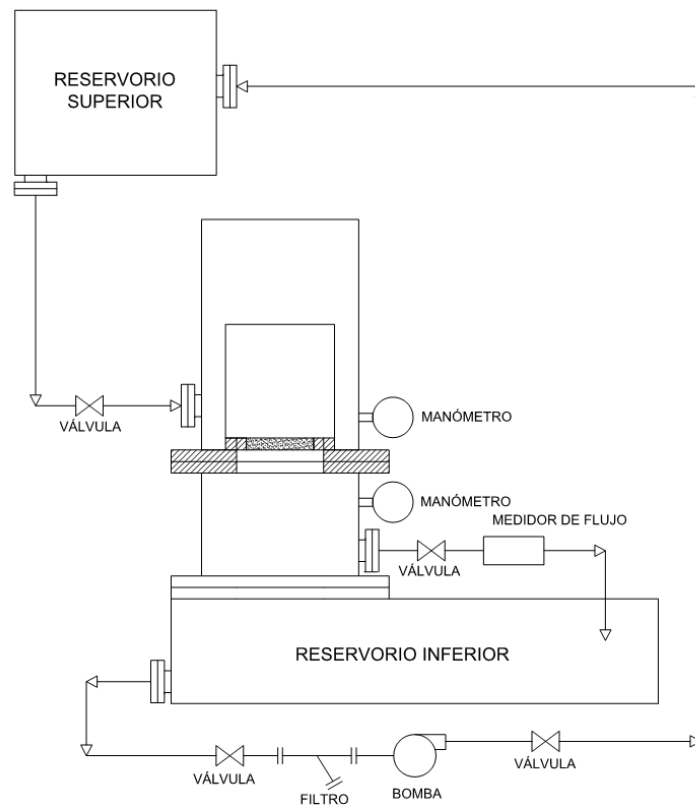 RESERVORIO
SUPERIOR
VÁLVULA
MANÓMETRO
MANÓMETRO
MEDIDOR DE FLUJO
VÁLVULA
RESERVORIO INFERIOR
VÁLVULA
FILTRO
BOMBA
VÁLVULA